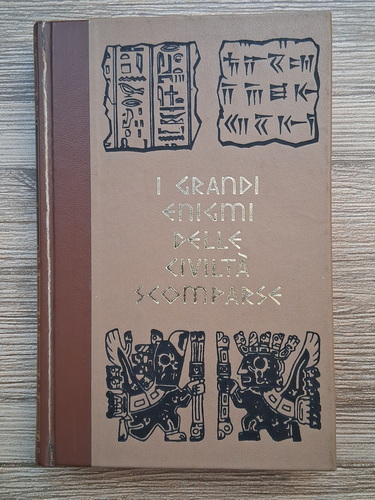 I GRANDI
ENIGMI
DELLE
CIVILTÀ
SCOMPARSE